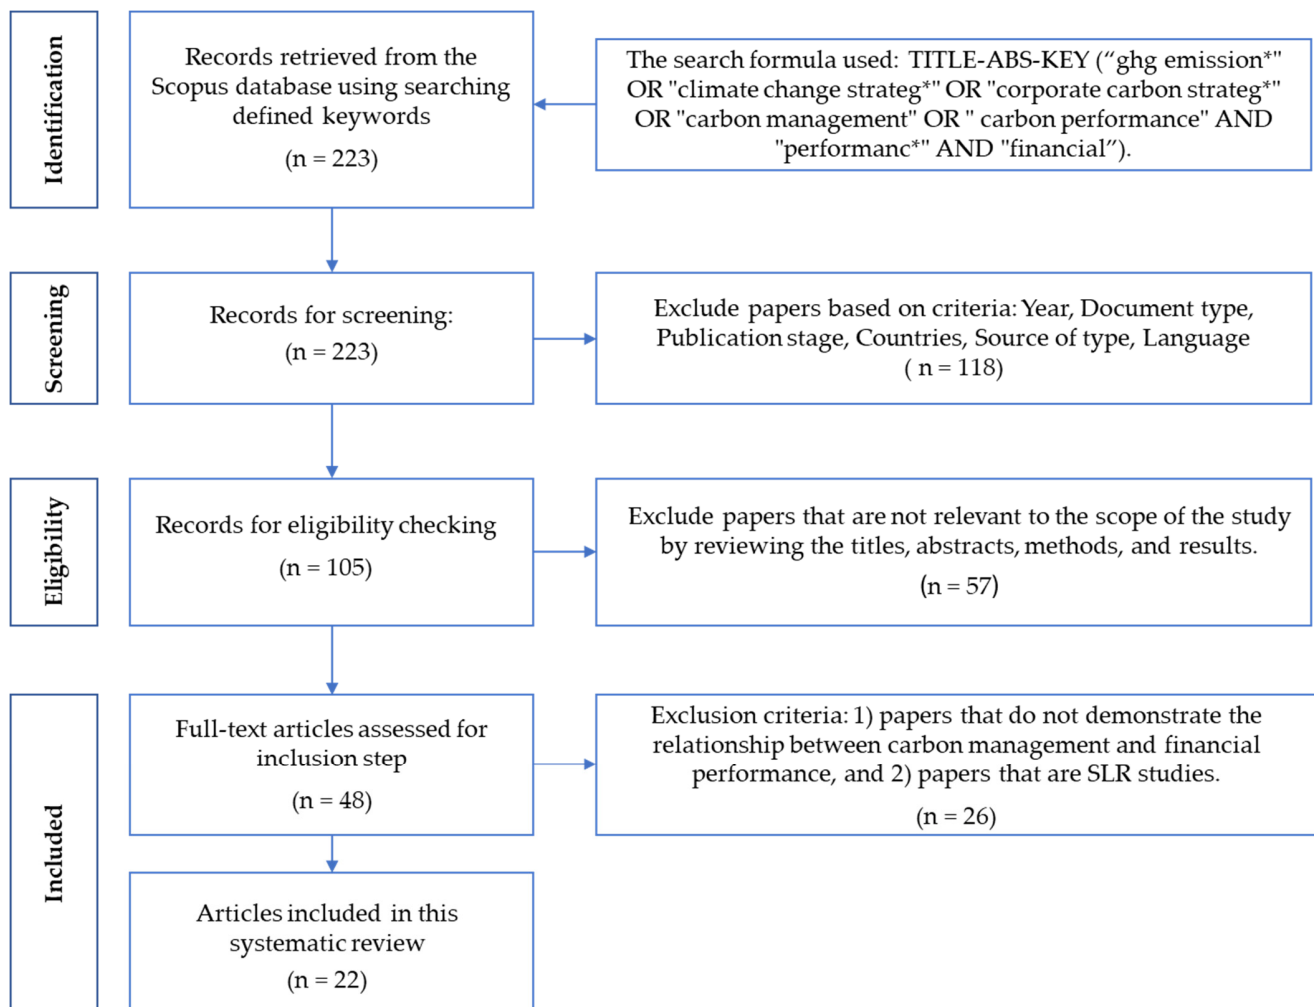 Identification
Records retrieved from the
Scopus database using searching
defined keywords
(n = 223)
The search formula used: TITLE-ABS-KEY (“ghg emission*"
OR "climate change strateg*" OR "corporate carbon strateg*"
OR "carbon management" OR " carbon performance" AND
"performanc*" AND "financial”).
Screening
Records for screening:
(n = 223)
Exclude papers based on criteria: Year, Document type,
Publication stage, Countries, Source of type, Language
( n = 118)
Eligibility
Records for eligibility checking
(n = 105)
Exclude papers that are not relevant to the scope of the study
by reviewing the titles, abstracts, methods, and results.
(n = 57)
Included
Full-text articles assessed for
inclusion step
(n = 48)
Exclusion criteria: 1) papers that do not demonstrate the
relationship between carbon management and financial
performance, and 2) papers that are SLR studies.
(n = 26)
Articles included in this
systematic review
(n = 22)